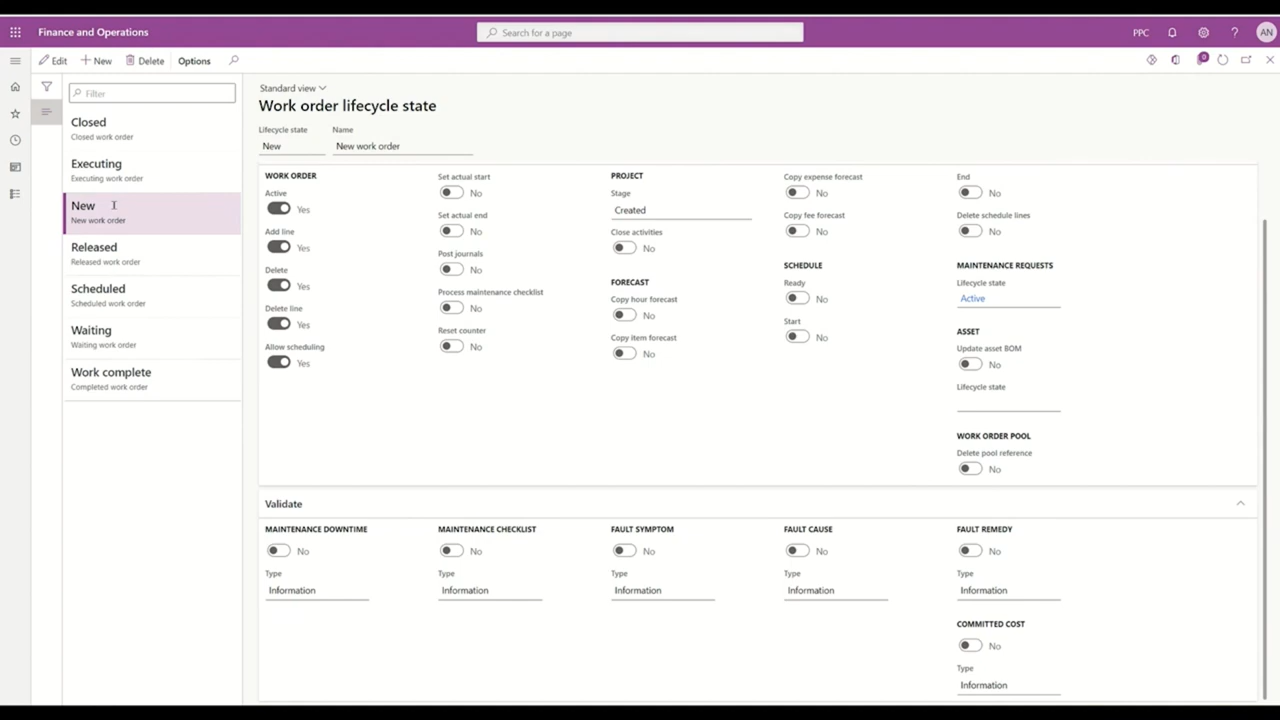 Finance and Operations
Search for a page
PPC
?
AN
Edit
New
Delete
Options
0
Filter
Closed
Closed work order
Executing
Executing work order
New
New work order
Released
Released work order
Scheduled
Scheduled work order
Waiting
Waiting work order
Work complete
Completed work order
Standard view
Work order lifecycle state
Lifecycle state
New
Name
New work order
WORK ORDER
Active
Yes
Add line
Yes
Delete
Yes
Delete line
Yes
Allow scheduling
Yes
Set actual start
No
Set actual end
No
Post journals
No
Process maintenance checklist
No
Reset counter
No
PROJECT
Stage
Created
Close activities
No
FORECAST
Copy hour forecast
No
Copy item forecast
No
Copy expense forecast
No
Copy fee forecast
No
SCHEDULE
Ready
No
Start
No
End
No
Delete schedule lines
No
MAINTENANCE REQUESTS
Lifecycle state
Active
ASSET
Update asset BOM
No
Lifecycle state
WORK ORDER POOL
Delete pool reference
No
Validate
MAINTENANCE DOWNTIME
No
Type
Information
MAINTENANCE CHECKLIST
No
Type
Information
FAULT SYMPTOM
No
Type
Information
FAULT CAUSE
No
Type
Information
FAULT REMEDY
No
Type
Information
COMMITTED COST
No
Type
Information